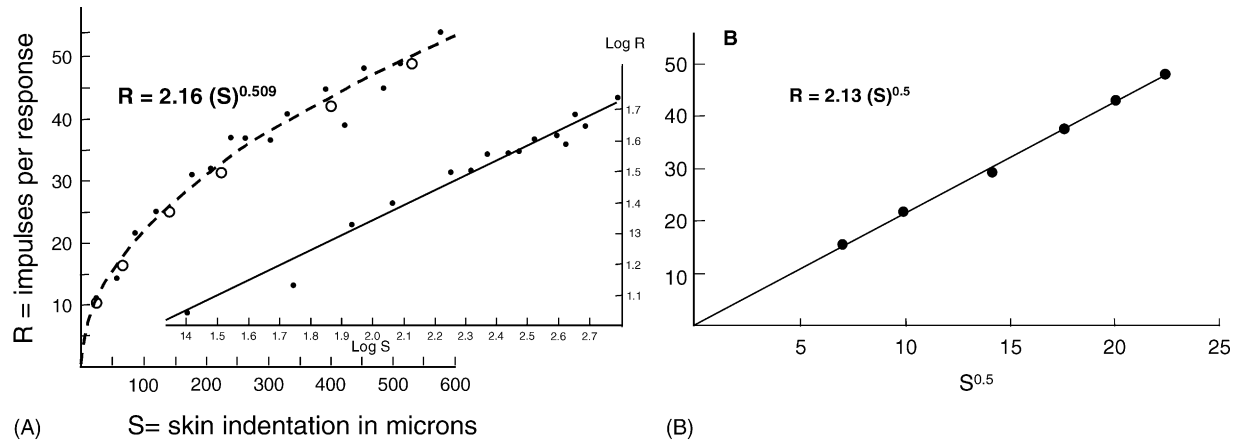 R = impulses per response
50
40
30
20
10
R = 2.16 (S)^0.509
100 200 300 400 500 600
S= skin indentation in microns
(A)
Log R
1.7
1.6
1.5
1.4
13
1.2
1.1
14 1.5 1.6 1.7 1.8 1.9 2.0 2.1 2.2 2.3 2.4 2.5 2.6 2.7
Log S
B
R = 2.13 (S)^0.5
50
40
30
20
10
5 10 15 20 25
S^0.5
(B)